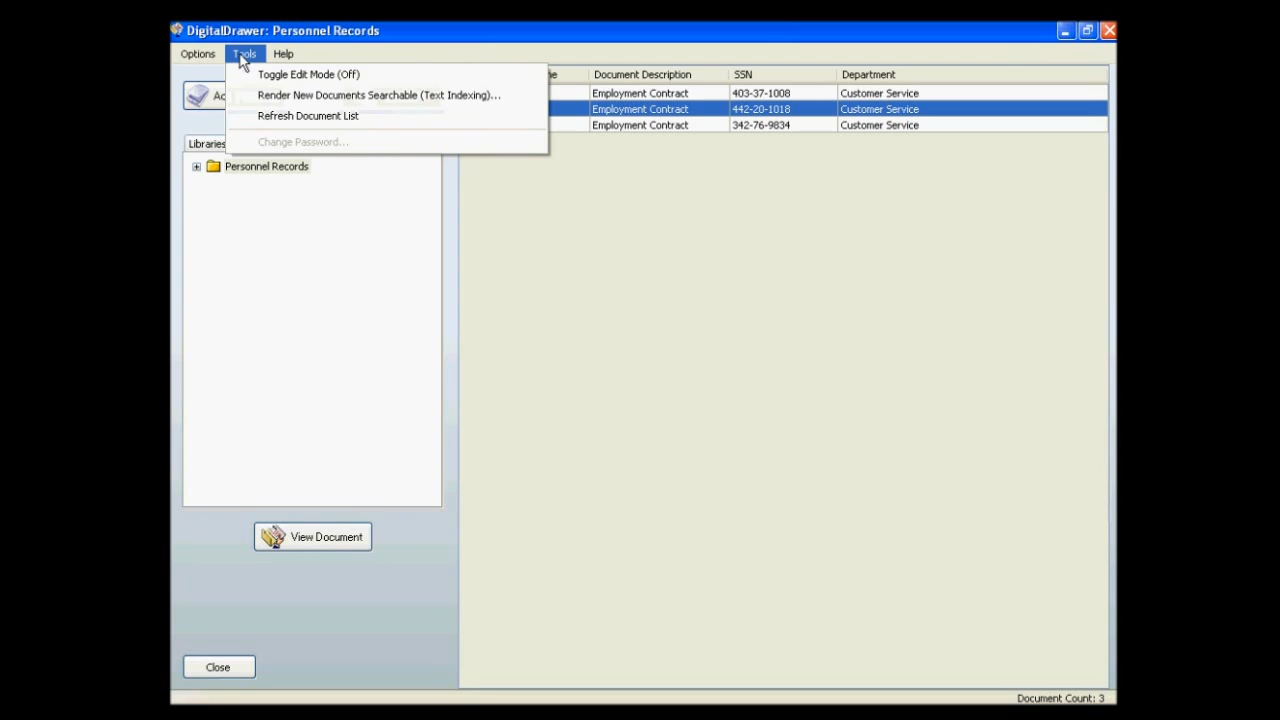 DigitalDrawer: Personnel Records
Options Tools Help
Toggle Edit Mode (Off)
Render New Documents Searchable (Text Indexing)...
Refresh Document List
Change Password...
Document Description SSN Department
Employment Contract 403-37-1008 Customer Service
Employment Contract 442-20-1018 Customer Service
Employment Contract 342-76-9834 Customer Service
Libraries
Personnel Records
View Document
Close
Document Count: 3